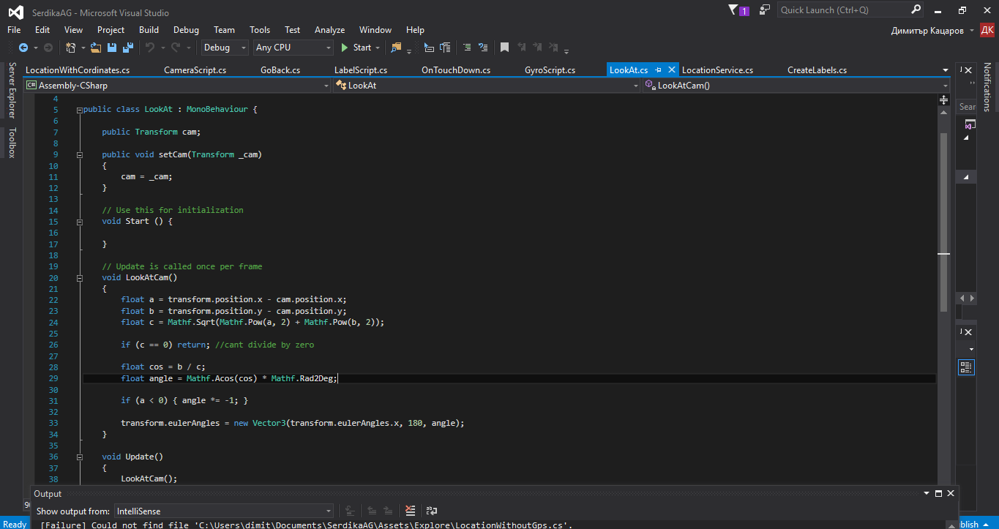 SerdikaAG - Microsoft Visual Studio
1
Quick Launch (Ctrl+Q)
File Edit View Project Build Debug Team Tools Test Analyze Window Help
Димитър Кацаров ДК
Debug Any CPU Start
LocationWithCordinates.cs CameraScript.cs GoBack.cs LabelScript.cs OnTouchDown.cs GyroScript.cs LookAt.cs LocationService.cs CreateLabels.cs
C# Assembly-CSharp LookAt LookAtCam()
Server Explorer
Toolbox
Notifications
Sear
4
5 public class LookAt : MonoBehaviour {
6
7 public Transform cam;
8
9 public void setCam(Transform _cam)
10 {
11 cam = _cam;
12 }
13
14 // Use this for initialization
15 void Start () {
16
17 }
18
19 // Update is called once per frame
20 void LookAtCam()
21 {
22 float a = transform.position.x - cam.position.x;
23 float b = transform.position.y - cam.position.y;
24 float c = Mathf.Sqrt(Mathf.Pow(a, 2) + Mathf.Pow(b, 2));
25
26 if (c == 0) return; //cant divide by zero
27
28 float cos = b / c;
29 float angle = Mathf.Acos(cos) * Mathf.Rad2Deg;
30
31 if (a < 0) { angle *= -1; }
32
33 transform.eulerAngles = new Vector3(transform.eulerAngles.x, 180, angle);
34 }
35
36 void Update()
37 {
38 LookAtCam();
Output
90
Show output from: IntelliSense
[Failure] Could not find file 'C:\Users\dimit\Documents\SerdikaAG\Assets\Explore\LocationWithoutGps.cs'.
Ready
blish